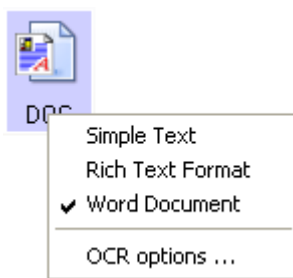 DOC
Simple Text
Rich Text Format
Word Document
OCR options ...